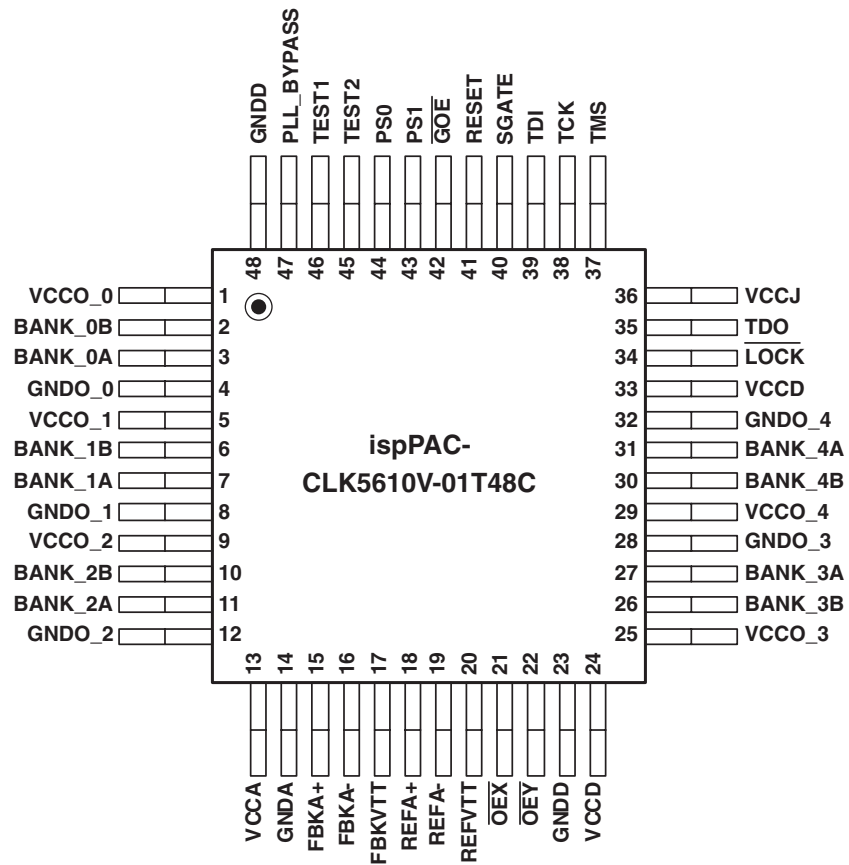 GNDD
PLL_BYPASS
TEST1
TEST2
PS0
PS1
GOE
RESET
SGATE
TDI
TCK
TMS
48 47 46 45 44 43 42 41 40 39 38 37
VCCO_0 1
BANK_0B 2
BANK_0A 3
GNDO_0 4
VCCO_1 5
BANK_1B 6
BANK_1A 7
GNDO_1 8
VCCO_2 9
BANK_2B 10
BANK_2A 11
GNDO_2 12
ispPAC-
CLK5610V-01T48C
36 VCCJ
35 TDO
34 LOCK
33 VCCD
32 GNDO_4
31 BANK_4A
30 BANK_4B
29 VCCO_4
28 GNDO_3
27 BANK_3A
26 BANK_3B
25 VCCO_3
13 14 15 16 17 18 19 20 21 22 23 24
VCCA
GNDA
FBKA+
FBKA-
FBKVTT
REFA+
REFA-
REFVTT
OEX
OEY
GNDD
VCCD